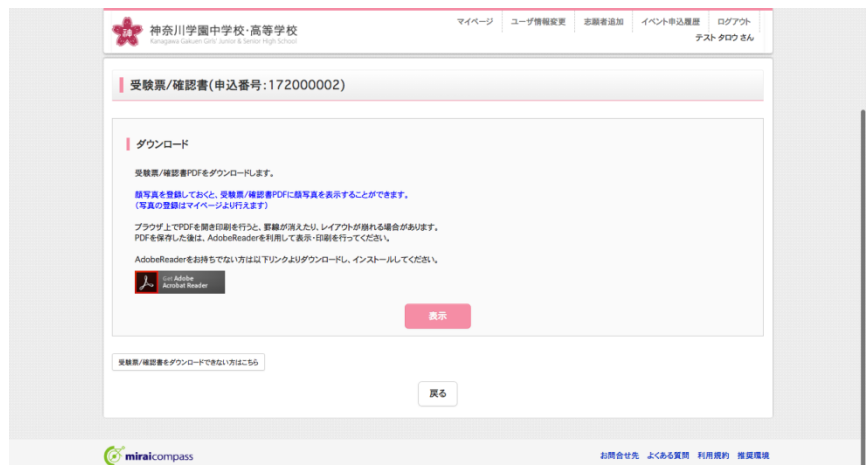 神奈川学園中学校・高等学校
Kanagawa Gakuen Girls' Junior & Senior High School
マイページ ユーザ情報変更 志願者追加 イベント申込履歴 ログアウト
テスト タロウ さん
受験票/確認書(申込番号:172000002)
ダウンロード
受験票/確認書PDFをダウンロードします。
顔写真を登録しておくと、受験票/確認書PDFに顔写真を表示することができます。
(写真の登録はマイページより行えます)
ブラウザ上でPDFを開き印刷を行うと、罫線が消えたり、レイアウトが崩れる場合があります。
PDFを保存した後は、AdobeReaderを利用して表示・印刷を行ってください。
AdobeReaderをお持ちでない方は以下リンクよりダウンロードし、インストールしてください。
Get Adobe
Acrobat Reader
表示
受験票/確認書をダウンロードできない方はこちら
戻る
miraicompass
お問合せ先 よくある質問 利用規約 推奨環境